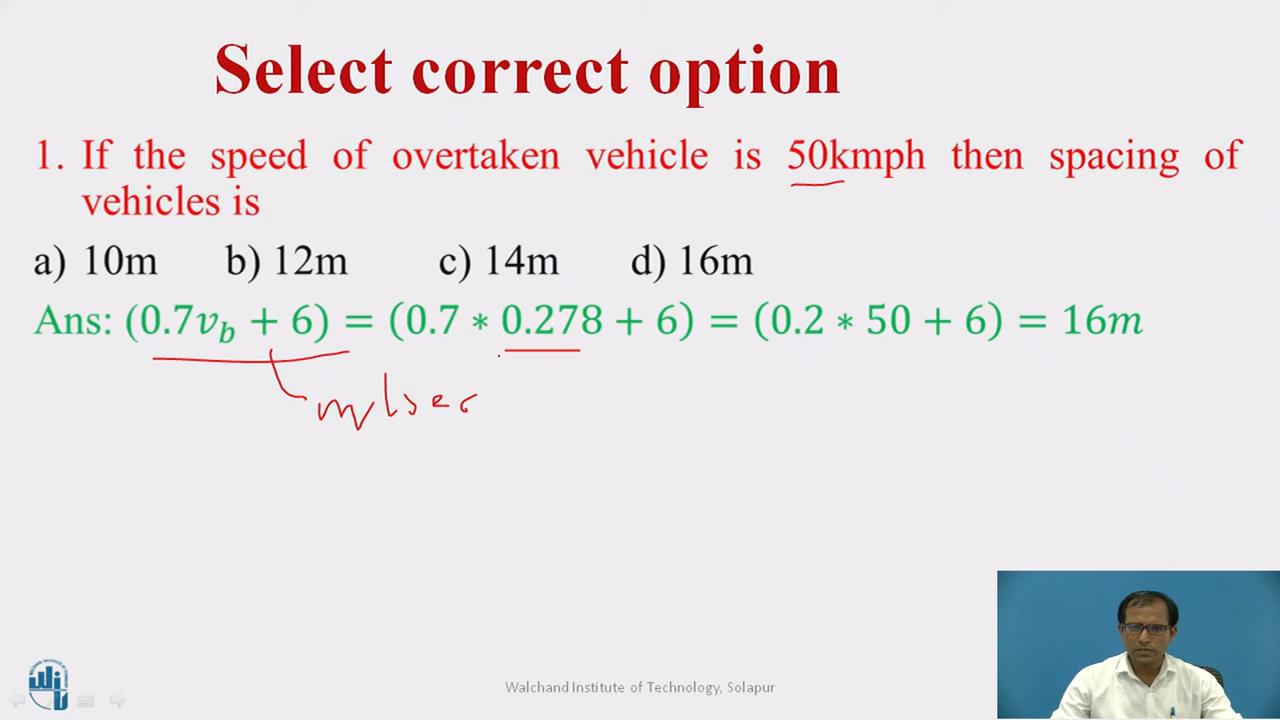 Select correct option
1. If the speed of overtaken vehicle is 50kmph then spacing of
vehicles is
a) 10m b) 12m c) 14m d) 16m
Ans: (0.7v_b + 6) = (0.7 ∗ 0.278 + 6) = (0.2 ∗ 50 + 6) = 16m
m/sec
Walchand Institute of Technology, Solapur